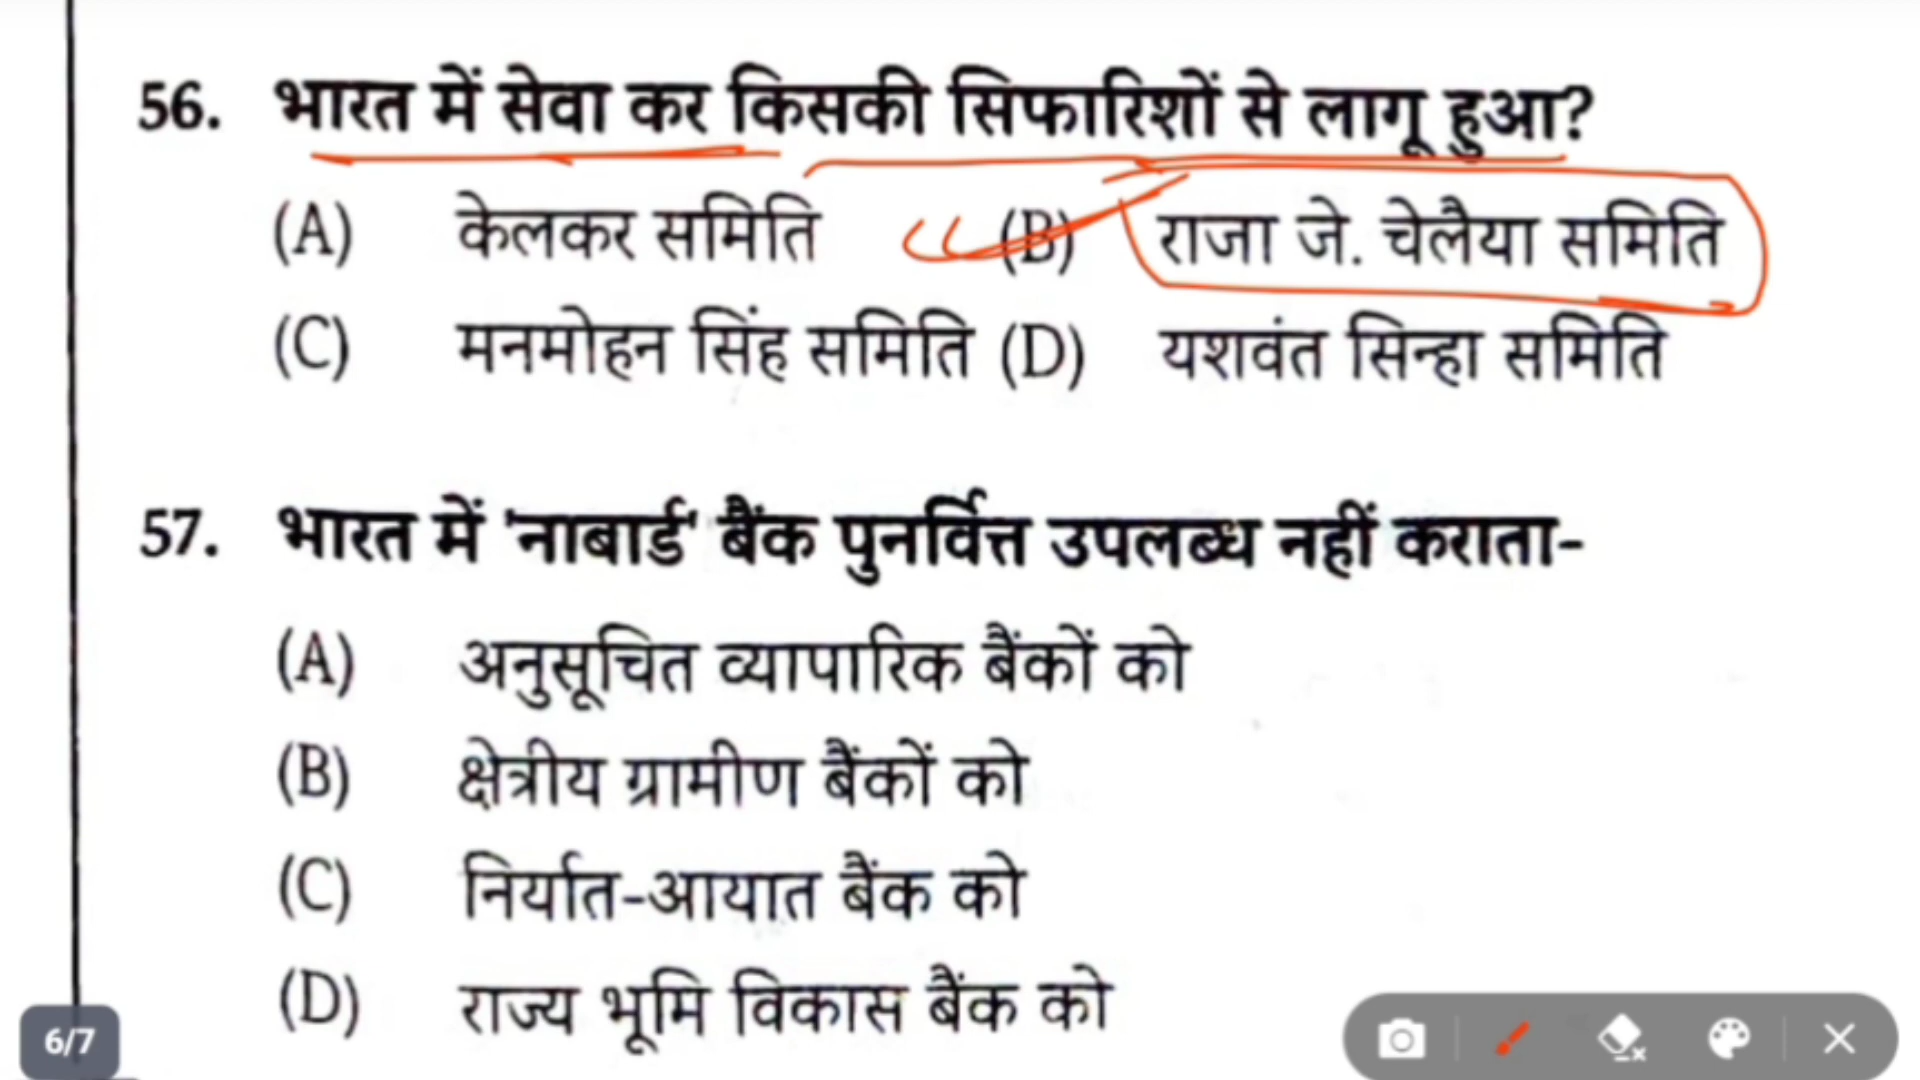 56. भारत में सेवा कर किसकी सिफारिशों से लागू हुआ?
(A) केलकर समिति (B) राजा जे. चेलैया समिति
(C) मनमोहन सिंह समिति (D) यशवंत सिन्हा समिति
57. भारत में 'नाबार्ड' बैंक पुनर्वित्त उपलब्ध नहीं कराता-
(A) अनुसूचित व्यापारिक बैंकों को
(B) क्षेत्रीय ग्रामीण बैंकों को
(C) निर्यात-आयात बैंक को
(D) राज्य भूमि विकास बैंक को
6/7